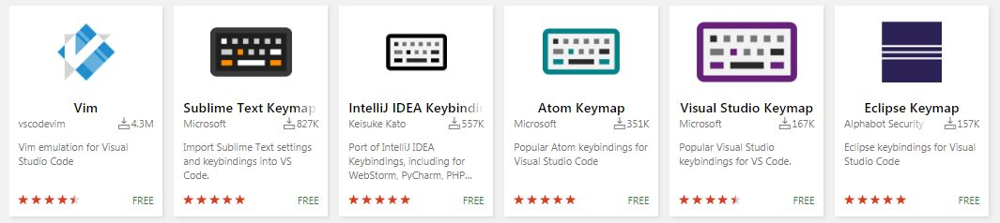 Vim
vscodevim 4.3M
Vim emulation for Visual
Studio Code
FREE
Sublime Text Keymap
Microsoft 827K
Import Sublime Text settings
and keybindings into VS
Code.
FREE
IntelliJ IDEA Keybindin
Keisuke Kato 557K
Port of IntelliJ IDEA
Keybindings, including for
WebStorm, PyCharm, PHP...
FREE
Atom Keymap
Microsoft 351K
Popular Atom keybindings for
Visual Studio Code
FREE
Visual Studio Keymap
Microsoft 167K
Popular Visual Studio
keybindings for VS Code.
FREE
Eclipse Keymap
Alphabot Security 157K
Eclipse keybindings for Visual
Studio Code
FREE